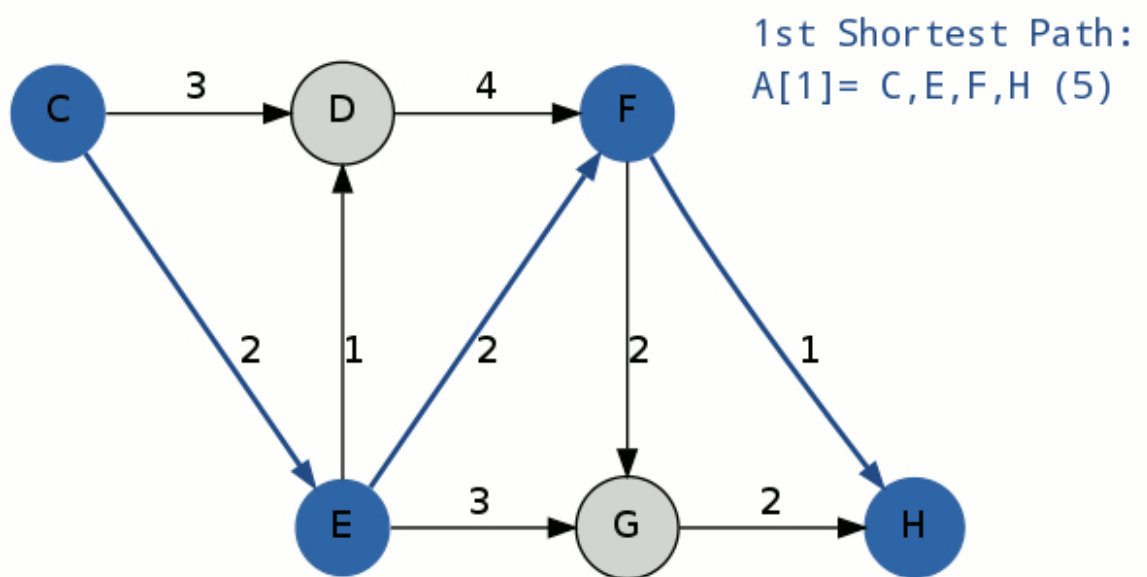 1st Shortest Path:
A[1]= C,E,F,H (5)
3
4
C
D
F
2
1
2
2
1
3
2
E
G
H